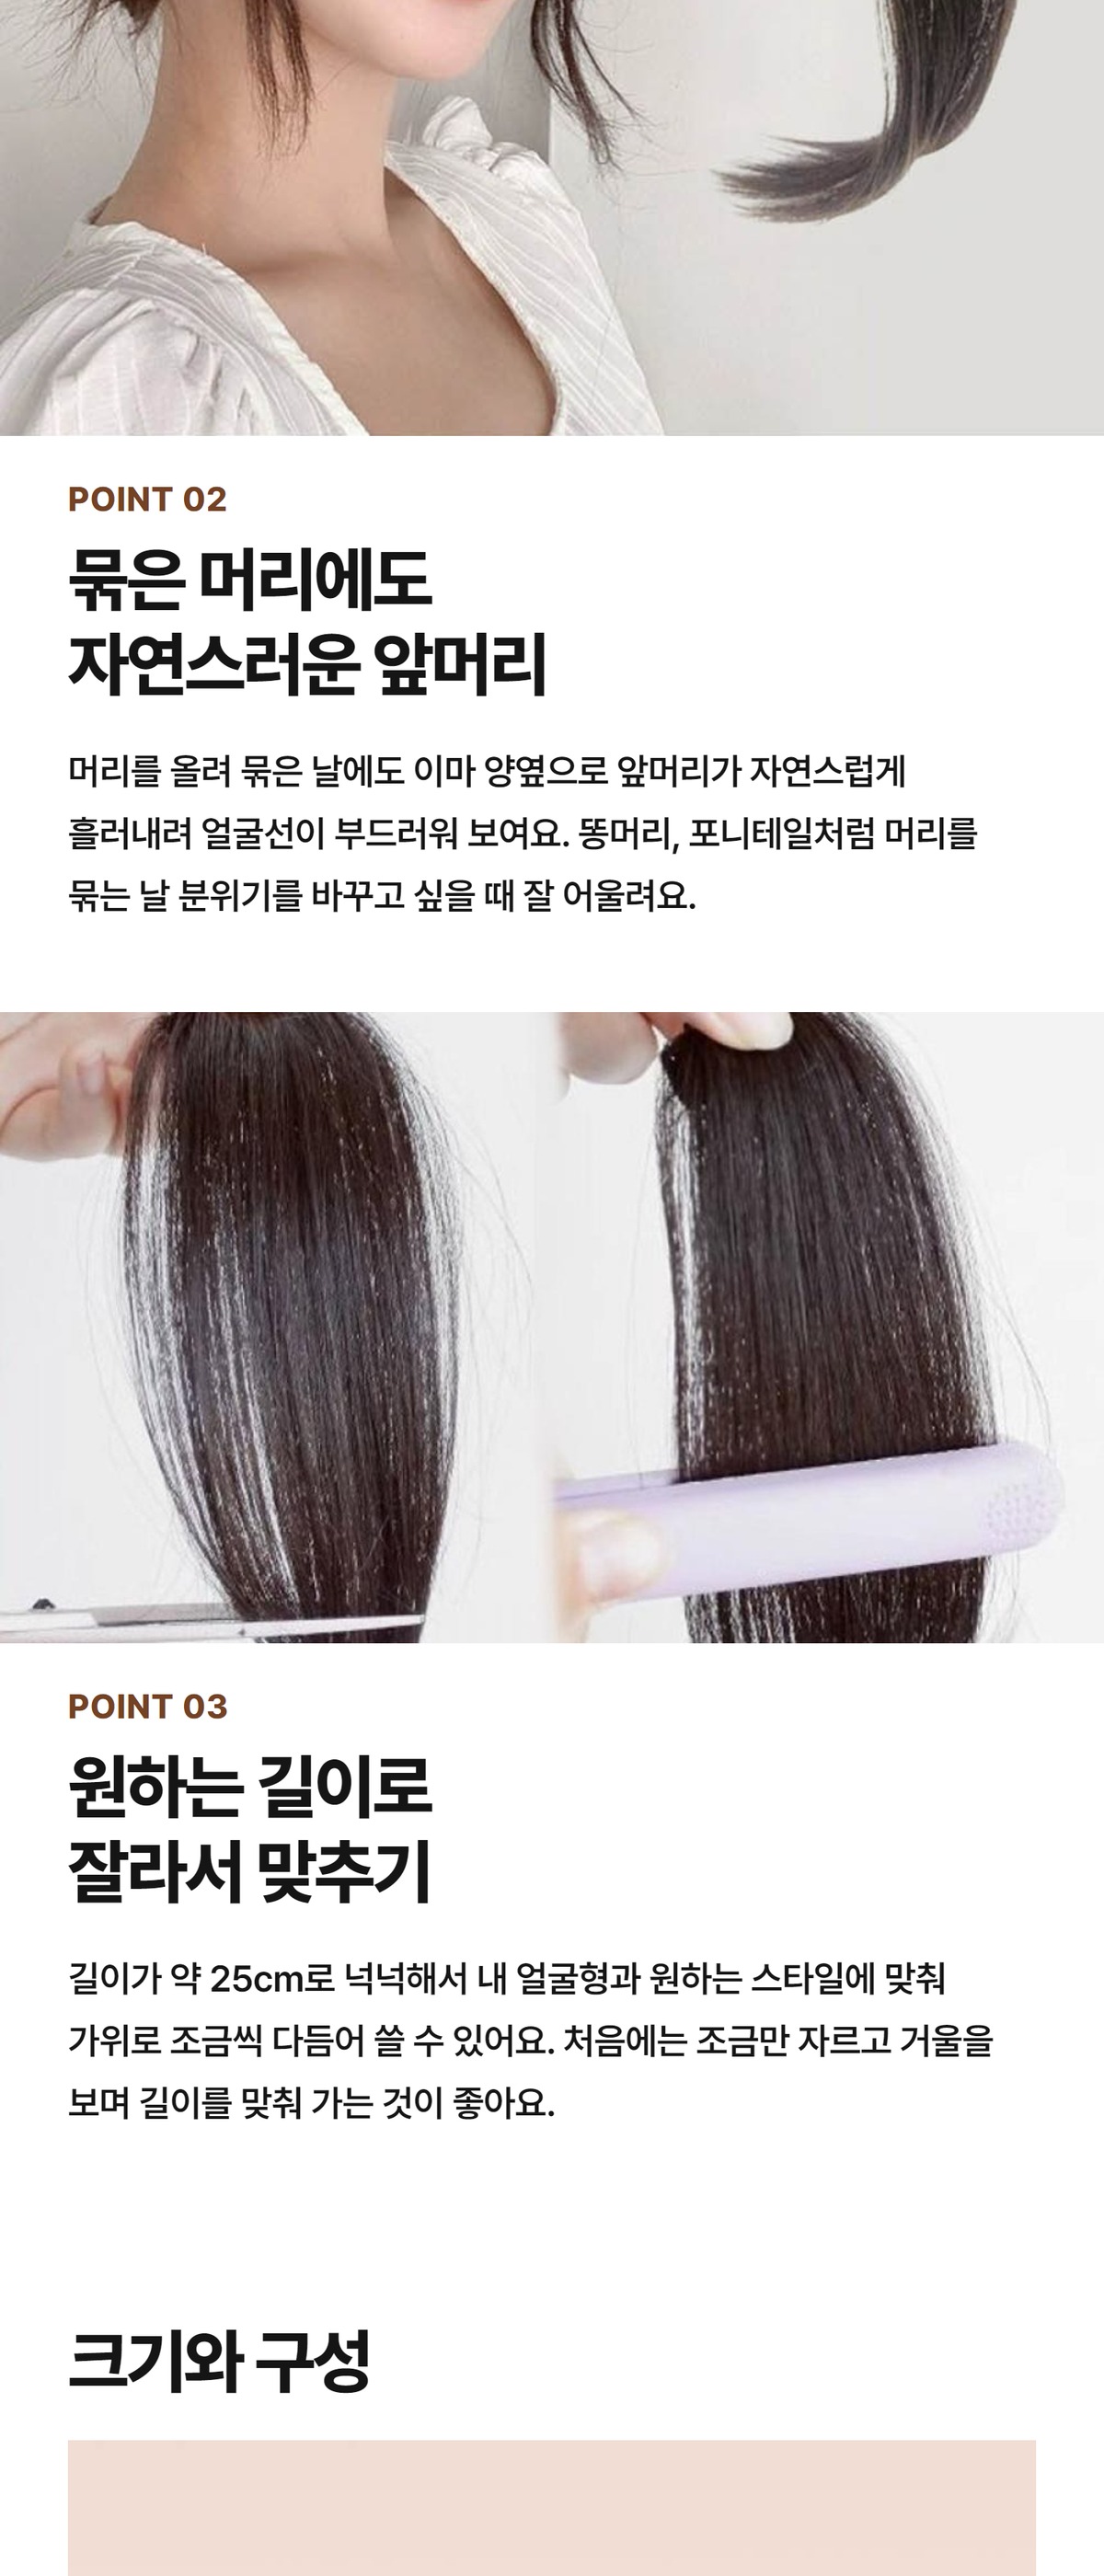 POINT 02
묶은 머리에도
자연스러운 앞머리
머리를 올려 묶은 날에도 이마 양옆으로 앞머리가 자연스럽게
흘러내려 얼굴선이 부드러워 보여요. 똥머리, 포니테일처럼 머리를
묶는 날 분위기를 바꾸고 싶을 때 잘 어울려요.
POINT 03
원하는 길이로
잘라서 맞추기
길이가 약 25cm로 넉넉해서 내 얼굴형과 원하는 스타일에 맞춰
가위로 조금씩 다듬어 쓸 수 있어요. 처음에는 조금만 자르고 거울을
보며 길이를 맞춰 가는 것이 좋아요.
크기와 구성